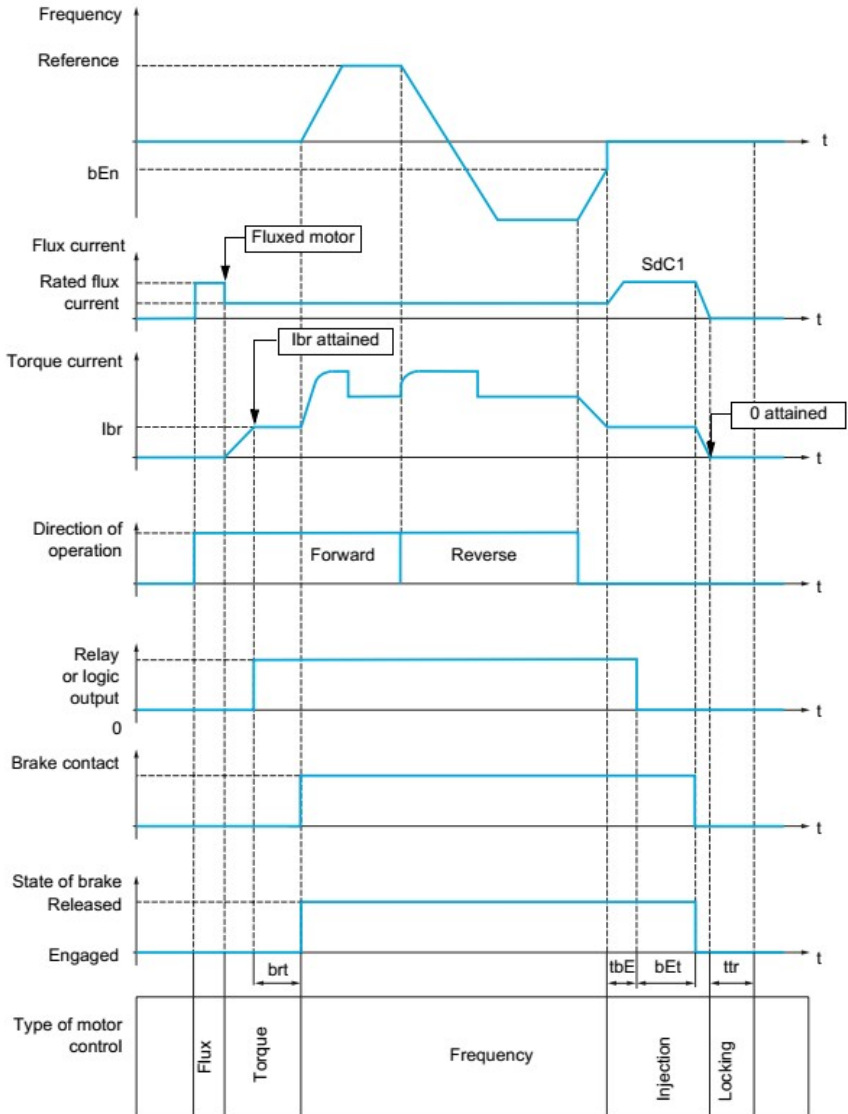 Frequency
Reference
t
bEn
Flux current
Fluxed motor
SdC1
Rated flux
current
t
Ibr attained
Torque current
0 attained
Ibr
t
Direction of
operation
Forward
Reverse
t
Relay
or logic
output
0
t
Brake contact
t
State of brake
Released
Engaged
t
brt
tbE
bEt
ttr
Type of motor
control
Flux
Torque
Frequency
Injection
Locking